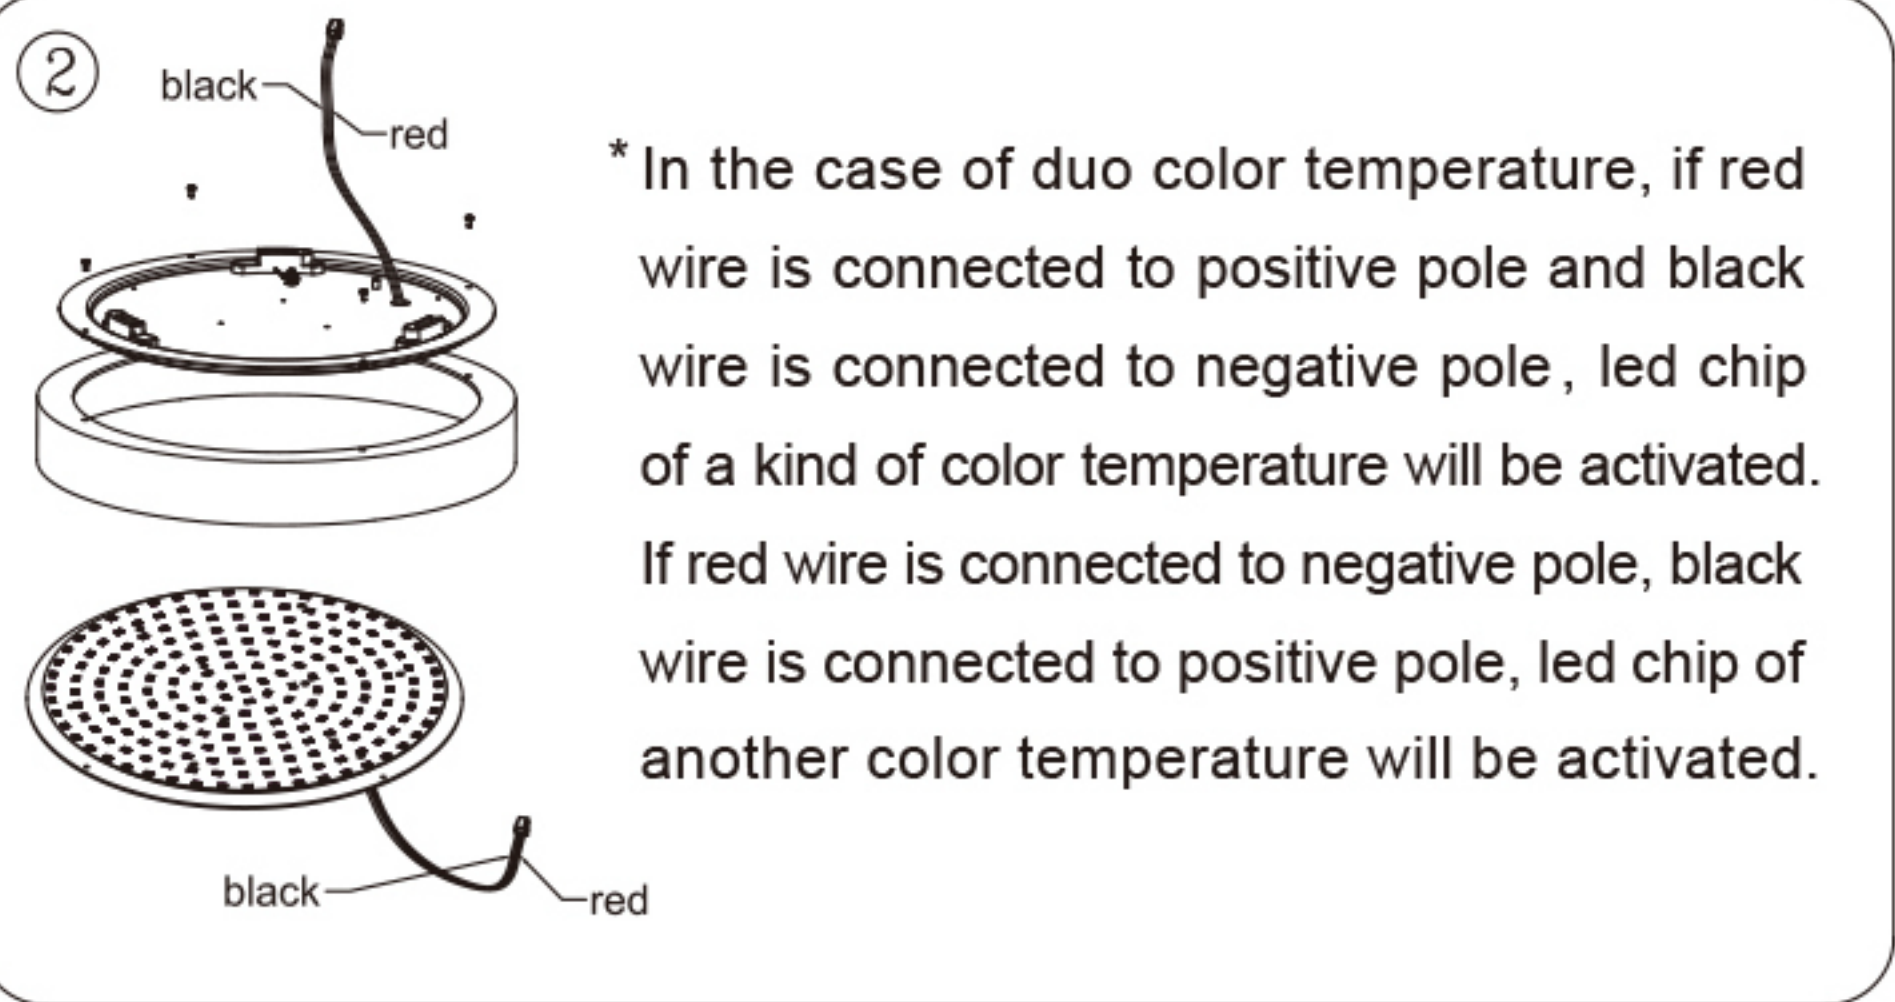 ②
black
red
* In the case of duo color temperature, if red
wire is connected to positive pole and black
wire is connected to negative pole, led chip
of a kind of color temperature will be activated.
If red wire is connected to negative pole, black
wire is connected to positive pole, led chip of
another color temperature will be activated.
black
red